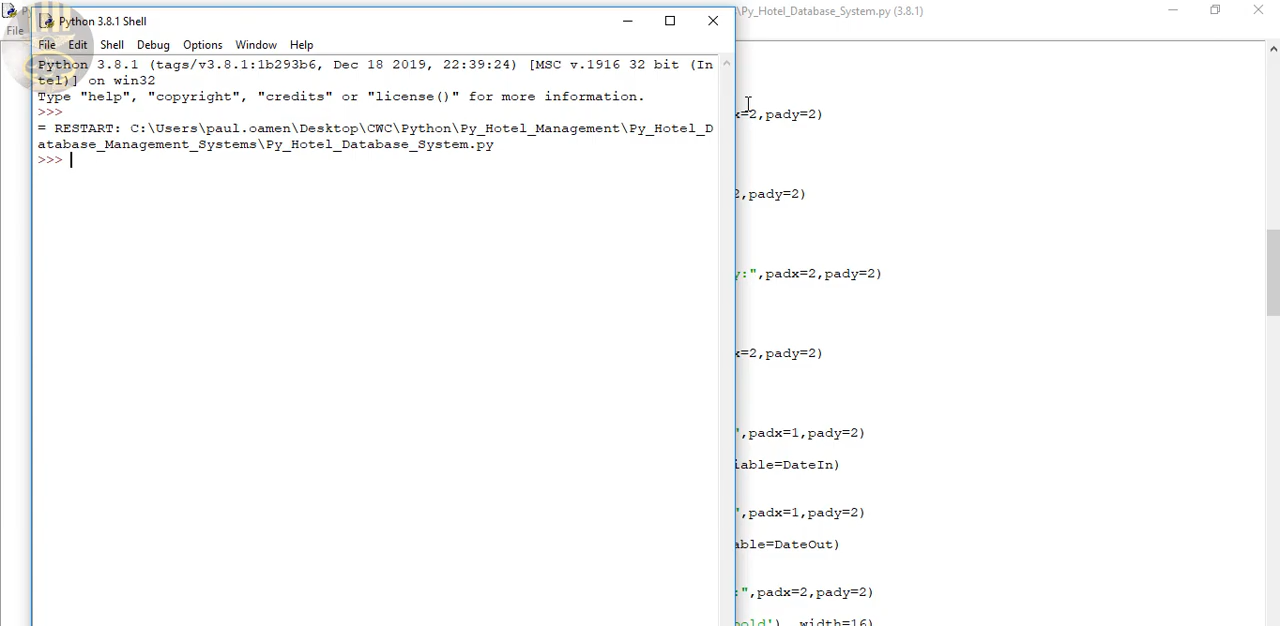 Python 3.8.1 Shell
File Edit Shell Debug Options Window Help
Python 3.8.1 (tags/v3.8.1:1b293b6, Dec 18 2019, 22:39:24) [MSC v.1916 32 bit (In
tel)] on win32
Type "help", "copyright", "credits" or "license()" for more information.
>>>
= RESTART: C:\Users\paul.oamen\Desktop\CWC\Python\Py_Hotel_Management\Py_Hotel_D
atabase_Management_Systems\Py_Hotel_Database_System.py
>>>
File
\Py_Hotel_Database_System.py (3.8.1)
x=2,pady=2)
2,pady=2)
y:",padx=2,pady=2)
x=2,pady=2)
",padx=1,pady=2)
iable=DateIn)
",padx=1,pady=2)
able=DateOut)
:",padx=2,pady=2)
bold'), width=16)